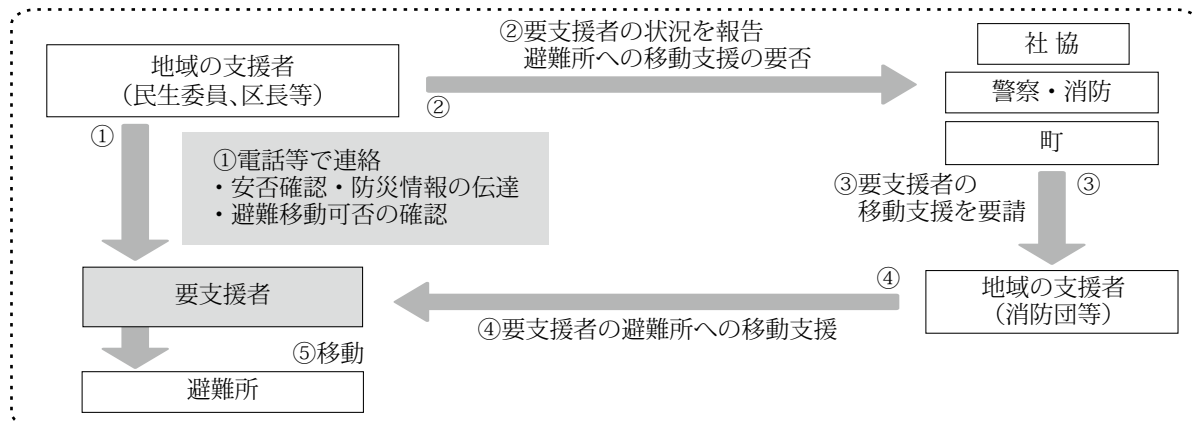 ②要支援者の状況を報告
避難所への移動支援の要否
地域の支援者
(民生委員、区長等)
社 協
警察・消防
町
②
①
①電話等で連絡
・安否確認・防災情報の伝達
・避難移動可否の確認
③要支援者の
移動支援を要請
③
要支援者
④
④要支援者の避難所への移動支援
地域の支援者
(消防団等)
⑤移動
避難所